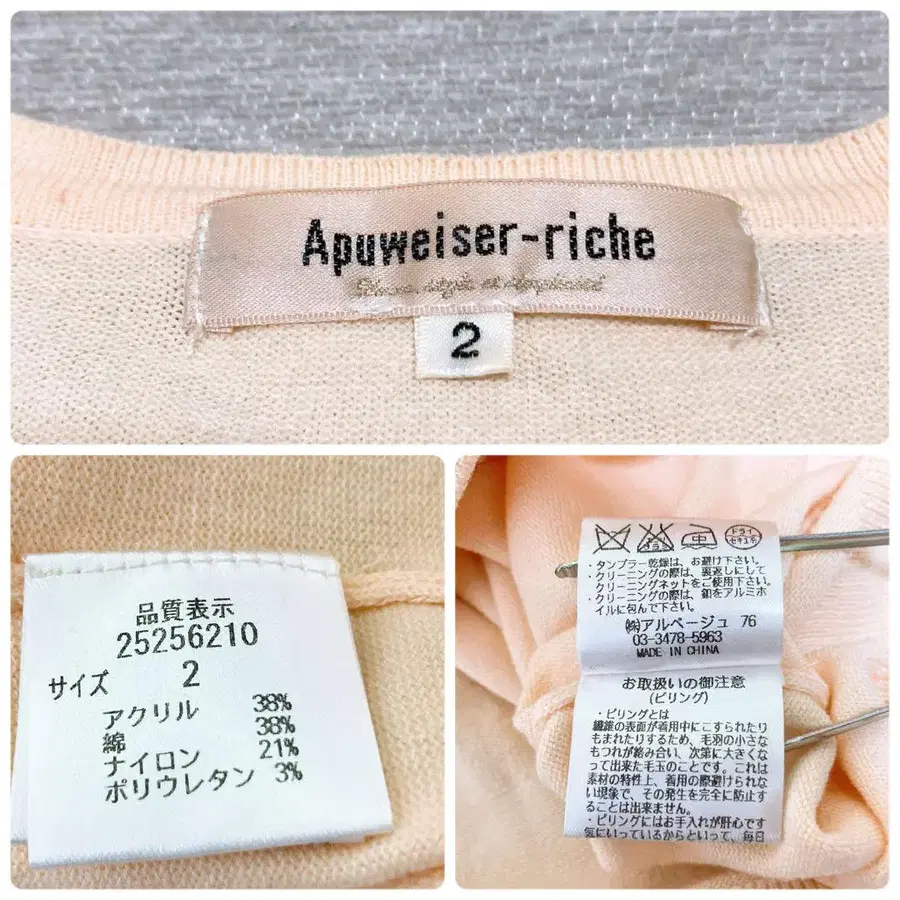 Apuweiser-riche
2
品質表示
25256210
サイズ 2
アクリル 38%
綿 38%
ナイロン 21%
ポリウレタン 3%
ドライ
セキユ系
・タンブラー乾燥は、お避け下さい。
・クリーニングの際は、裏返しにして
クリーニングネットをご使用下さい。
・クリーニングの際は、釦をアルミホ
イルに包んで下さい。
㈱アルページュ 76
03-3478-5963
MADE IN CHINA
お取扱いの御注意
(ピリング)
・ピリングとは
繊維の表面が着用中にこすられたり
もまれたりするため、毛羽の小さな
もつれが絡み合い、次第に大きくな
って出来た毛玉のことです。これは
素材の特性上、着用の際避けられな
い現象で、その発生を完全に防止す
ることは出来ません。
・ピリングにはお手入れが肝心です
気にいっているからといって、毎日